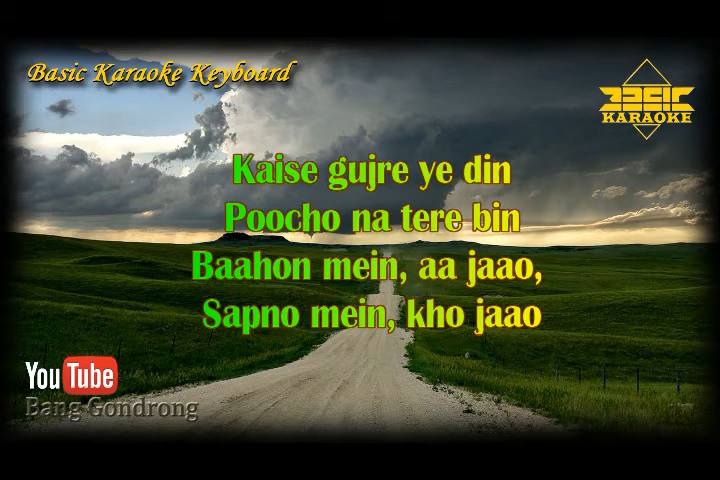 Basic Karaoke Keyboard
BASIC
KARAOKE
Kaise gujre ye din
Poocho na tere bin
Baahon mein, aa jaao,
Sapno mein, kho jaao
YouTube
Bang Gondrong